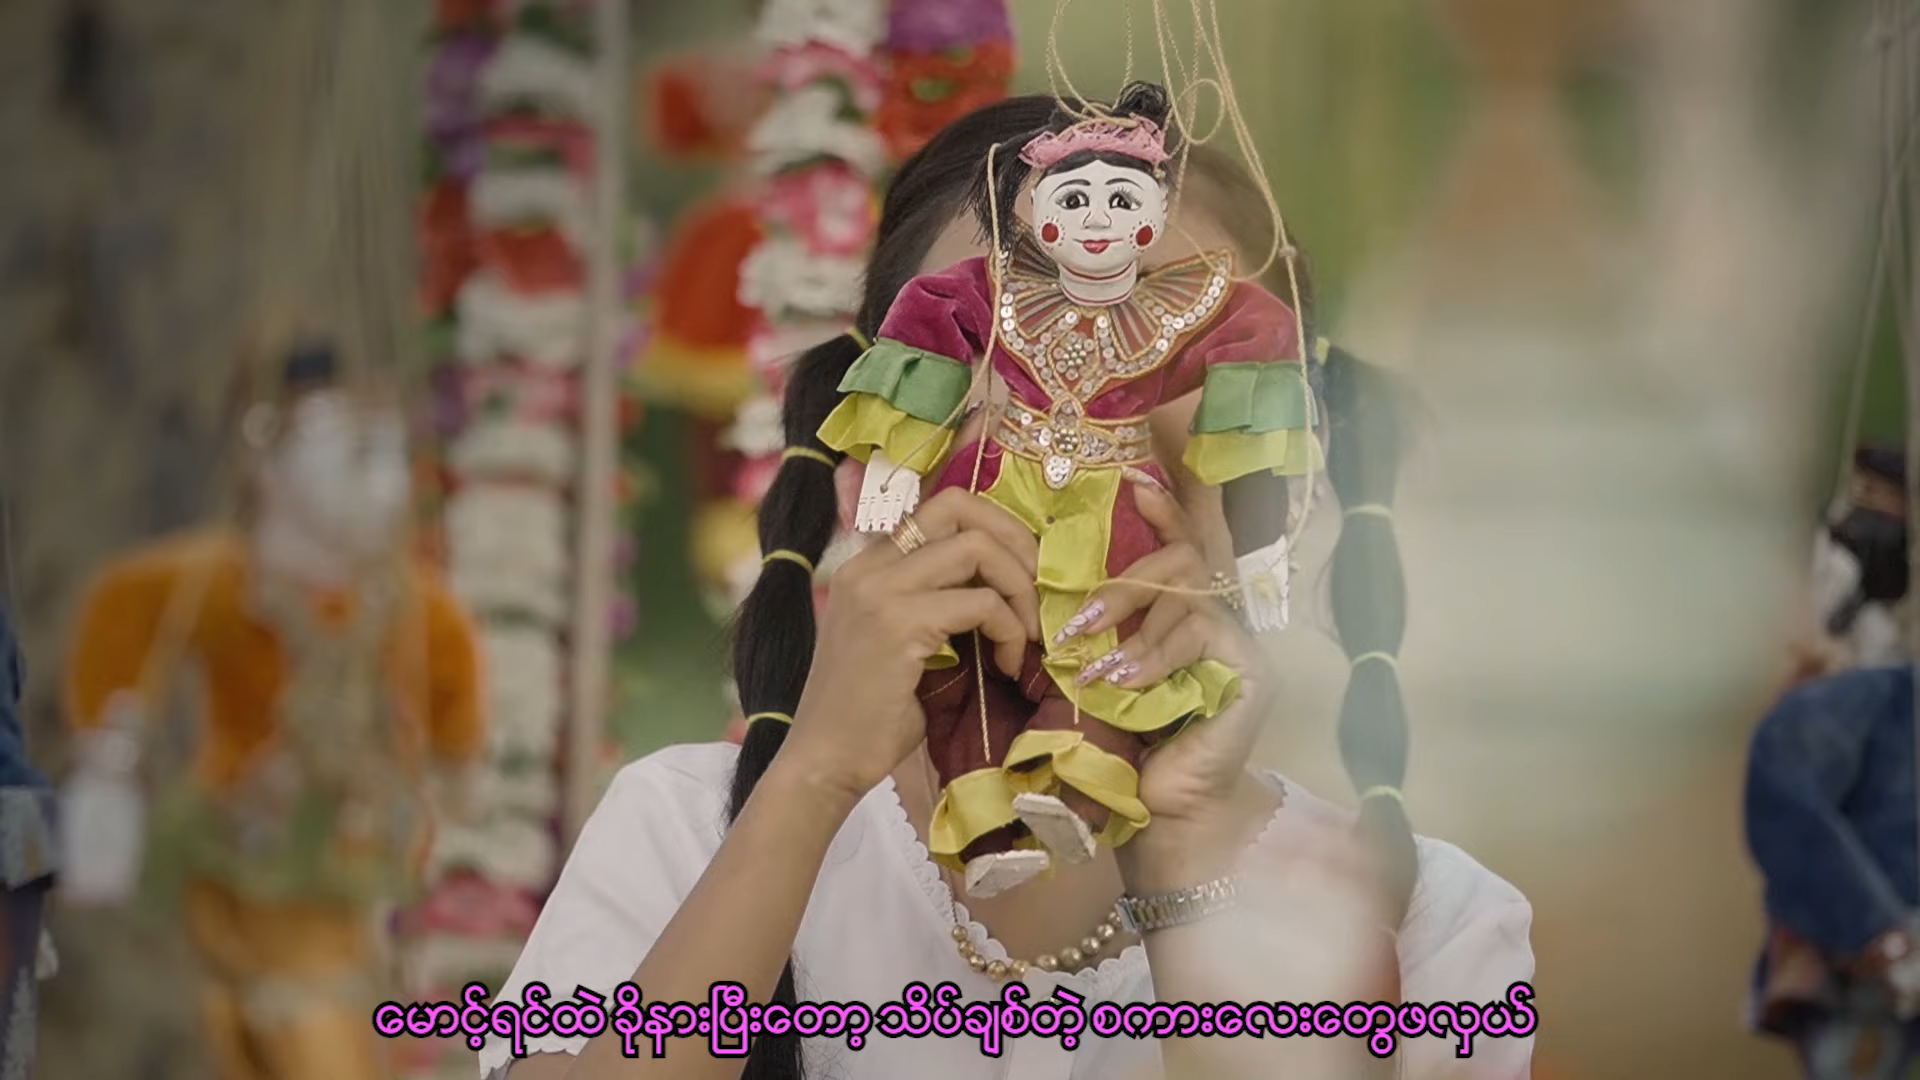 မောင့်ရင်ထဲ ခိုနားပြီးတော့ သိပ်ချစ်တဲ့ စကားလေးတွေဖလှယ်